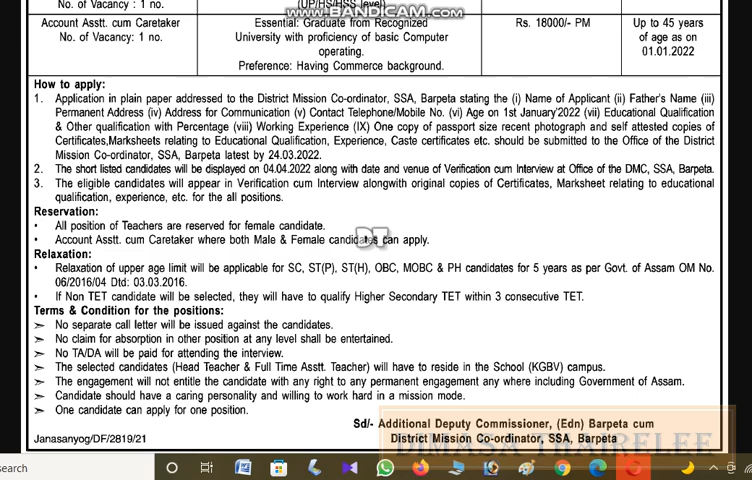 No. of Vacancy : 1 no.
(UP/HS/HSS level)
www.BANDICAM.com
Account Asstt. cum Caretaker
No. of Vacancy: 1 no.
Essential: Graduate from Recognized
University with proficiency of basic Computer
operating.
Preference: Having Commerce background.
Rs. 18000/- PM
Up to 45 years
of age as on
01.01.2022
How to apply:
1. Application in plain paper addressed to the District Mission Co-ordinator, SSA, Barpeta stating the (i) Name of Applicant (ii) Father's Name (iii)
Permanent Address (iv) Address for Communication (v) Contact Telephone/Mobile No. (vi) Age on 1st January'2022 (vii) Educational Qualification
& Other qualification with Percentage (viii) Working Experience (IX) One copy of passport size recent photograph and self attested copies of
Certificates,Marksheets relating to Educational Qualification, Experience, Caste certificates etc. should be submitted to the Office of the District
Mission Co-ordinator, SSA, Barpeta latest by 24.03.2022.
2. The short listed candidates will be displayed on 04.04.2022 along with date and venue of Verification cum Interview at Office of the DMC, SSA, Barpeta.
3. The eligible candidates will appear in Verification cum Interview alongwith original copies of Certificates, Marksheet relating to educational
qualification, experience, etc. for the all positions.
Reservation:
• All position of Teachers are reserved for female candidate.
• Account Asstt. cum Caretaker where both Male & Female candidates can apply.
DT
Relaxation:
• Relaxation of upper age limit will be applicable for SC, ST(P), ST(H), OBC, MOBC & PH candidates for 5 years as per Govt. of Assam OM No.
06/2016/04 Dtd: 03.03.2016.
• If Non TET candidate will be selected, they will have to qualify Higher Secondary TET within 3 consecutive TET.
Terms & Condition for the positions:
➢ No separate call letter will be issued against the candidates.
➢ No claim for absorption in other position at any level shall be entertained.
➢ No TA/DA will be paid for attending the interview.
➢ The selected candidates (Head Teacher & Full Time Asstt. Teacher) will have to reside in the School (KGBV) campus.
➢ The engagement will not entitle the candidate with any right to any permanent engagement any where including Government of Assam.
➢ Candidate should have a caring personality and willing to work hard in a mission mode.
➢ One candidate can apply for one position.
Sd/- Additional Deputy Commissioner, (Edn) Barpeta cum
District Mission Co-ordinator, SSA, Barpeta
DIMASA THAIRELEE
Janasanyog/DF/2819/21
search